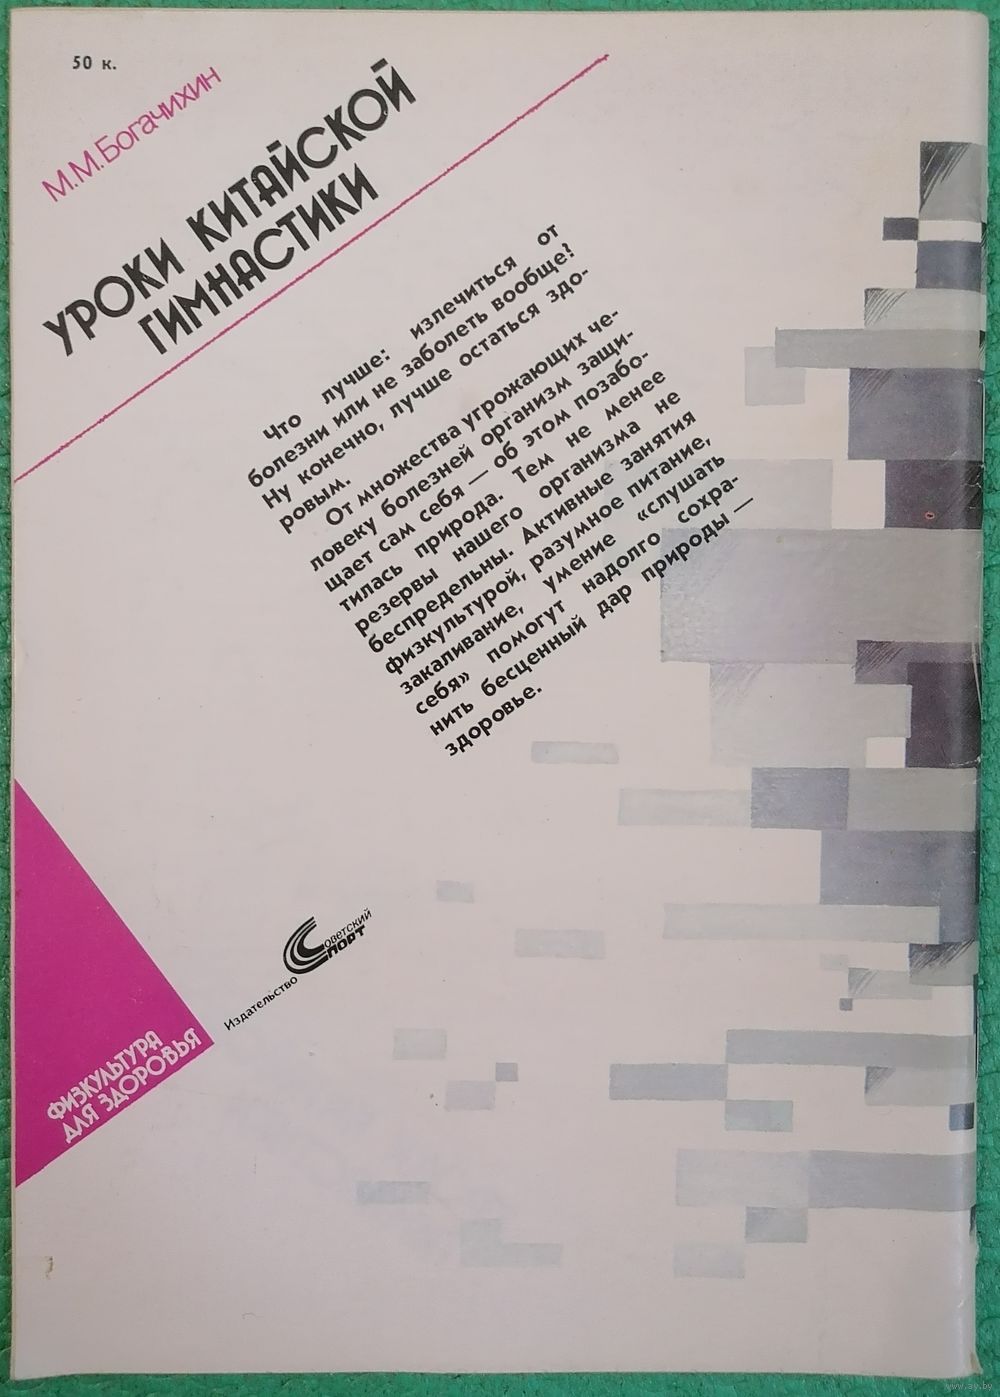 50 к.
М.М.Богачихин
УРОКИ КИТАЙСКОЙ
ГИМНАСТИКИ
Что лучше: излечиться от
болезни или не заболеть вообще?
Ну конечно, лучше остаться здо-
ровым.
От множества угрожающих че-
ловеку болезней организм защи-
щает сам себя — об этом позабо-
тилась природа. Тем не менее
резервы нашего организма не
беспредельны. Активные занятия
физкультурой, разумное питание,
закаливание, умение «слушать
себя» помогут надолго сохра-
нить бесценный дар природы —
здоровье.
Издательство Советский
Спорт
ФИЗКУЛЬТУРА
ДЛЯ ЗДОРОВЬЯ
www.ay.by